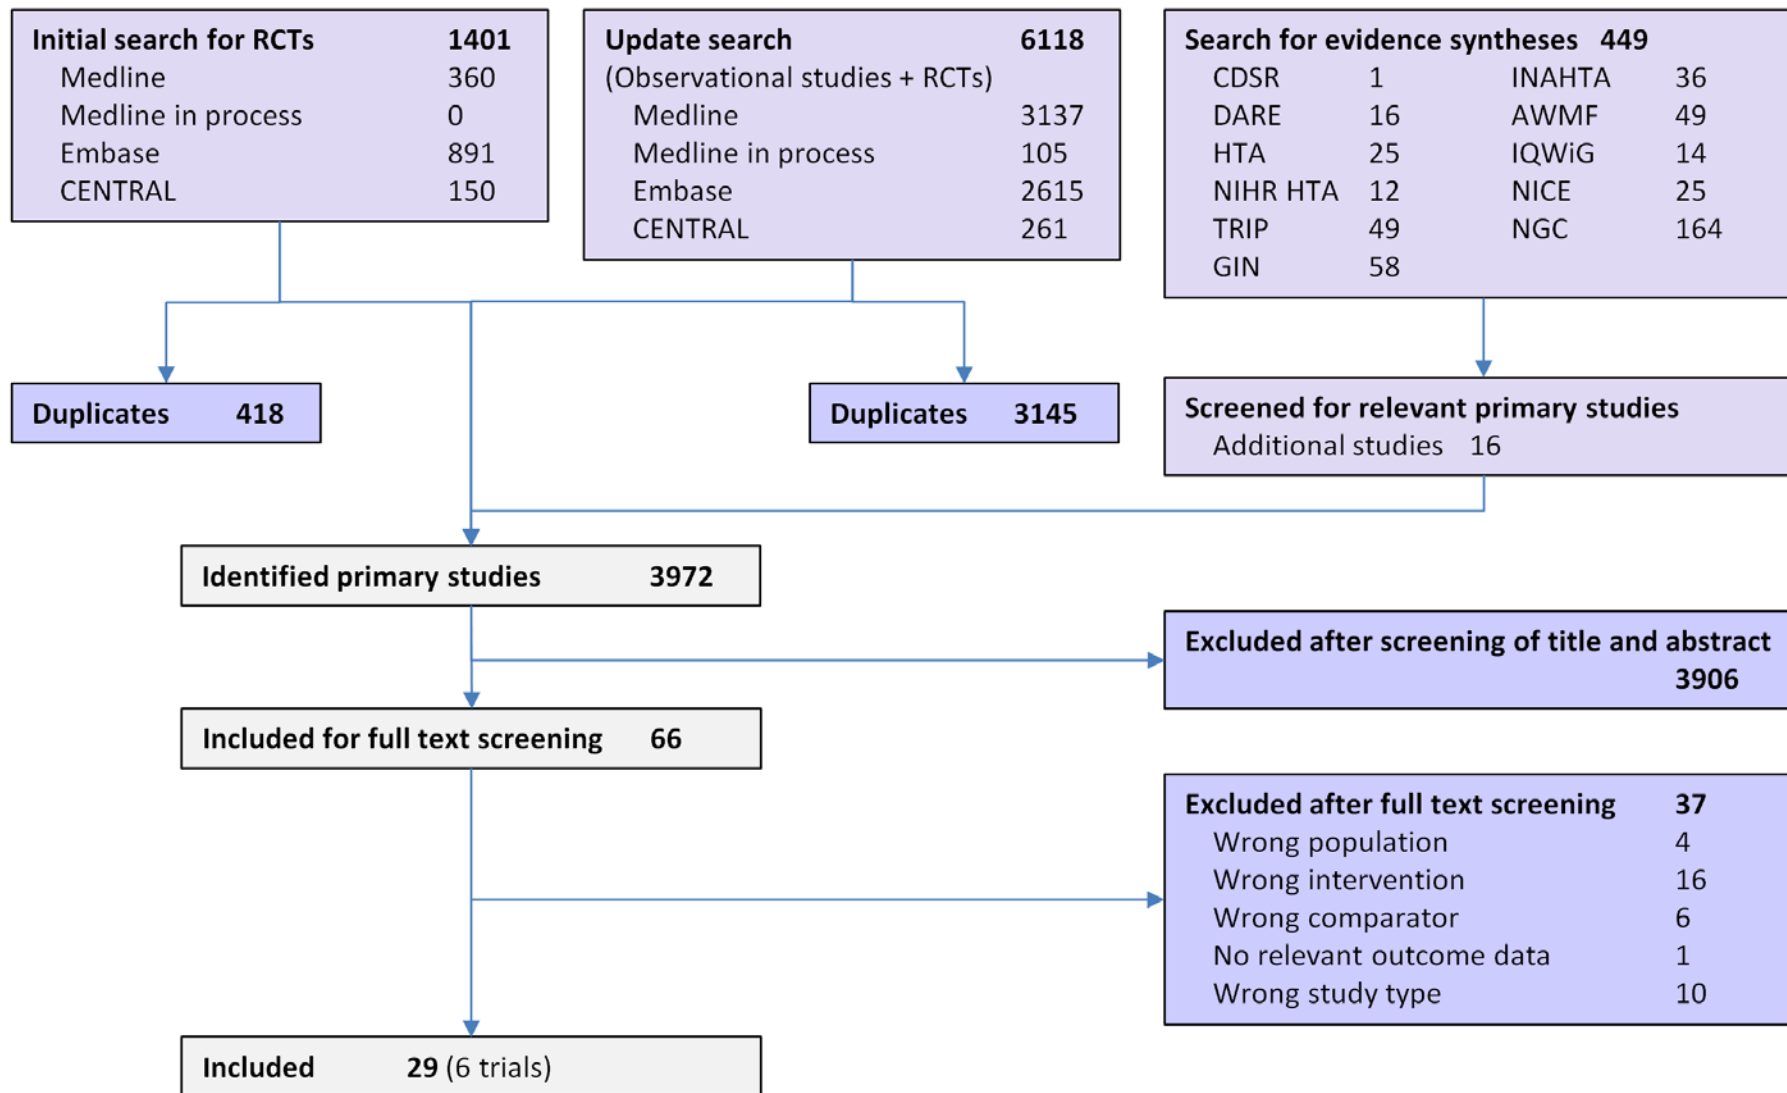 Initial search for RCTs 1401
Medline 360
Medline in process 0
Embase 891
CENTRAL 150
Update search 6118
(Observational studies + RCTs)
Medline 3137
Medline in process 105
Embase 2615
CENTRAL 261
Search for evidence syntheses 449
CDSR 1 INAHTA 36
DARE 16 AWMF 49
HTA 25 IQWiG 14
NIHR HTA 12 NICE 25
TRIP 49 NGC 164
GIN 58
Duplicates 418
Duplicates 3145
Screened for relevant primary studies
Additional studies 16
Identified primary studies 3972
Excluded after screening of title and abstract
3906
Included for full text screening 66
Excluded after full text screening 37
Wrong population 4
Wrong intervention 16
Wrong comparator 6
No relevant outcome data 1
Wrong study type 10
Included 29 (6 trials)